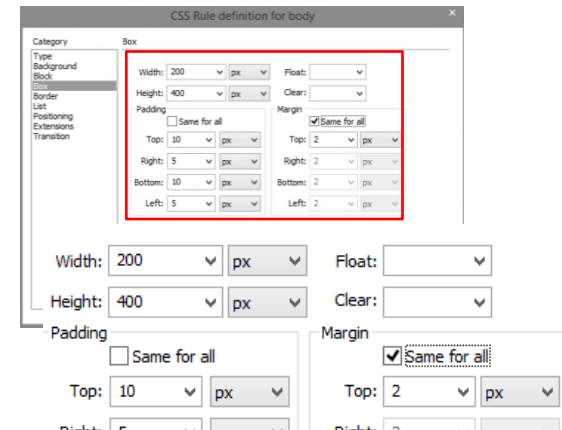 CSS Rule definition for body ×
Category Box
Type
Background
Block
Box
Border
List
Positioning
Extensions
Transition
Width: 200 px Float:
Height: 400 px Clear:
Padding Margin
Same for all Same for all
Top: 10 px Top: 2 px
Right: 5 px Right: 2 px
Bottom: 10 px Bottom: 2 px
Left: 5 px Left: 2 px
Width: 200 px Float:
Height: 400 px Clear:
Padding Margin
Same for all Same for all
Top: 10 px Top: 2 px
Right: 5 Right: 2